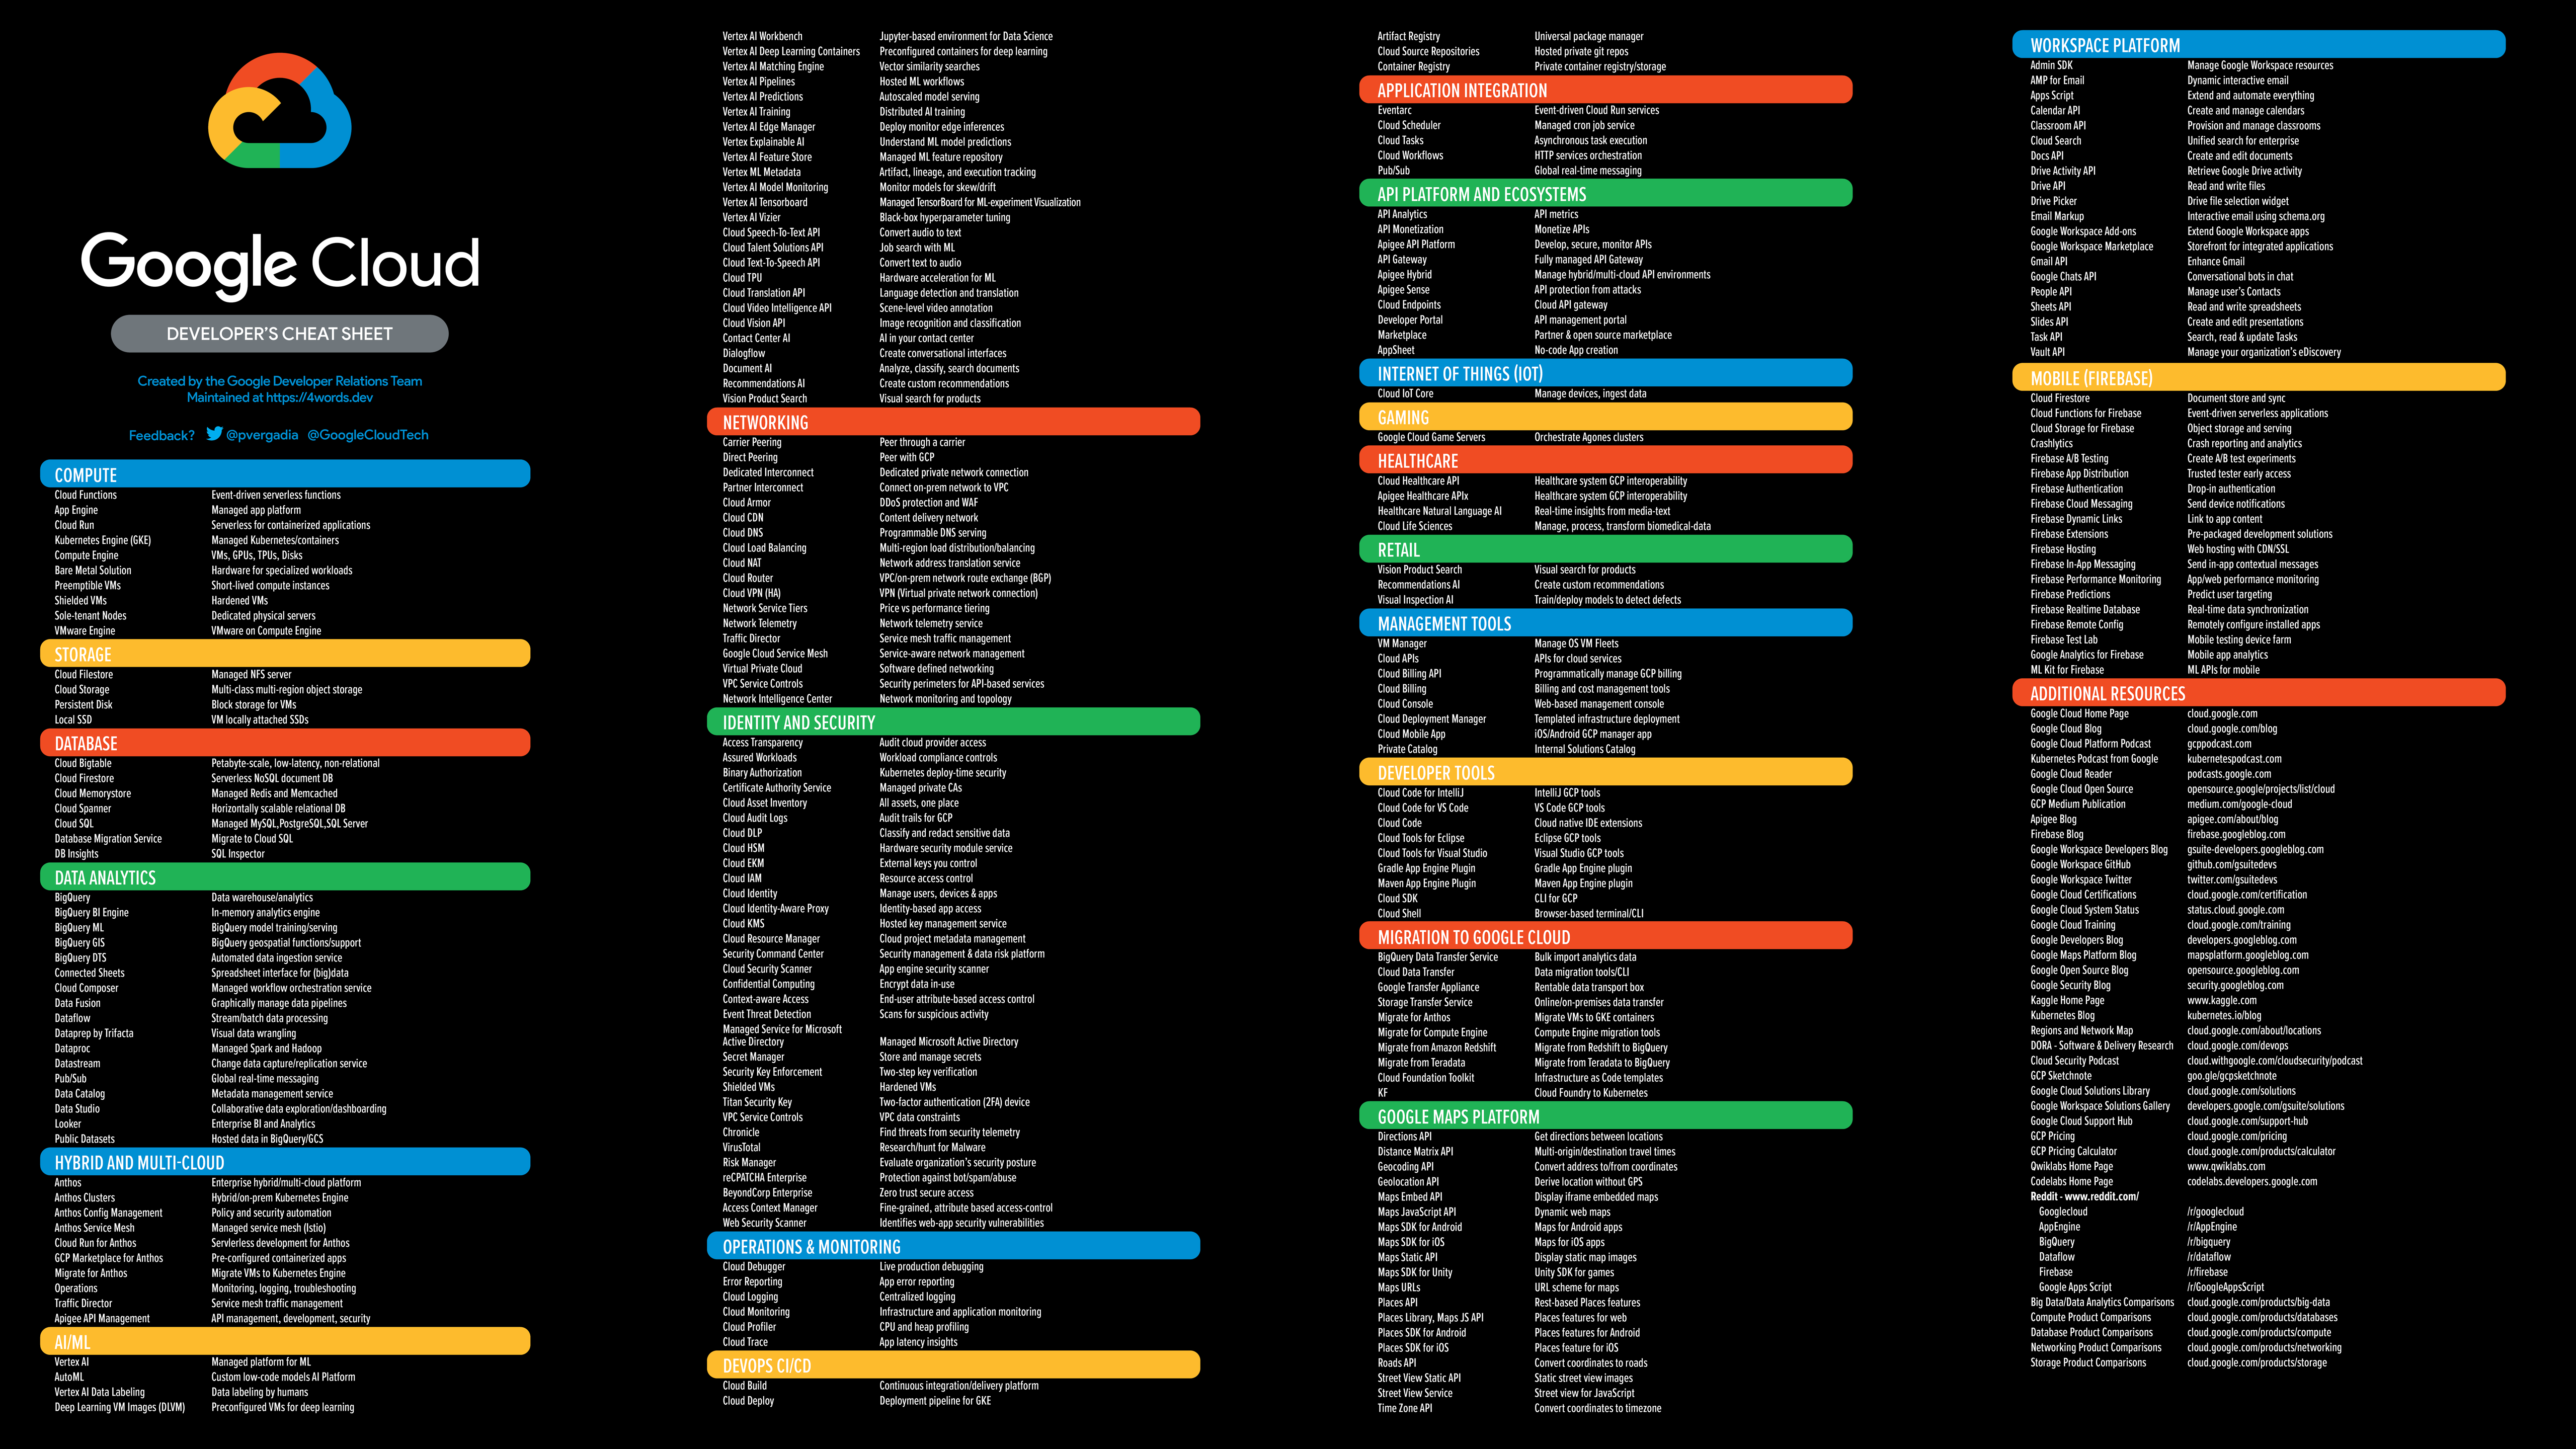 Google Cloud
DEVELOPER'S CHEAT SHEET
Created by the Google Developer Relations Team
Maintained at https://4words.dev
Feedback? @pvergadia @GoogleCloudTech
COMPUTE
Cloud Functions Event-driven serverless functions
App Engine Managed app platform
Cloud Run Serverless for containerized applications
Kubernetes Engine (GKE) Managed Kubernetes/containers
Compute Engine VMs, GPUs, TPUs, Disks
Bare Metal Solution Hardware for specialized workloads
Preemptible VMs Short-lived compute instances
Shielded VMs Hardened VMs
Sole-tenant Nodes Dedicated physical servers
VMware Engine VMware on Compute Engine
STORAGE
Cloud Filestore Managed NFS server
Cloud Storage Multi-class multi-region object storage
Persistent Disk Block storage for VMs
Local SSD VM locally attached SSDs
DATABASE
Cloud Bigtable Petabyte-scale, low-latency, non-relational
Cloud Firestore Serverless NoSQL document DB
Cloud Memorystore Managed Redis and Memcached
Cloud Spanner Horizontally scalable relational DB
Cloud SQL Managed MySQL,PostgreSQL,SQL Server
Database Migration Service Migrate to Cloud SQL
DB Insights SQL Inspector
DATA ANALYTICS
BigQuery Data warehouse/analytics
BigQuery BI Engine In-memory analytics engine
BigQuery ML BigQuery model training/serving
BigQuery GIS BigQuery geospatial functions/support
BigQuery DTS Automated data ingestion service
Connected Sheets Spreadsheet interface for (big)data
Cloud Composer Managed workflow orchestration service
Data Fusion Graphically manage data pipelines
Dataflow Stream/batch data processing
Dataprep by Trifacta Visual data wrangling
Dataproc Managed Spark and Hadoop
Datastream Change data capture/replication service
Pub/Sub Global real-time messaging
Data Catalog Metadata management service
Data Studio Collaborative data exploration/dashboarding
Looker Enterprise BI and Analytics
Public Datasets Hosted data in BigQuery/GCS
HYBRID AND MULTI-CLOUD
Anthos Enterprise hybrid/multi-cloud platform
Anthos Clusters Hybrid/on-prem Kubernetes Engine
Anthos Config Management Policy and security automation
Anthos Service Mesh Managed service mesh (Istio)
Cloud Run for Anthos Servlerless development for Anthos
GCP Marketplace for Anthos Pre-configured containerized apps
Migrate for Anthos Migrate VMs to Kubernetes Engine
Operations Monitoring, logging, troubleshooting
Traffic Director Service mesh traffic management
Apigee API Management API management, development, security
AI/ML
Vertex AI Managed platform for ML
AutoML Custom low-code models AI Platform
Vertex AI Data Labeling Data labeling by humans
Deep Learning VM Images (DLVM) Preconfigured VMs for deep learning
Vertex AI Workbench Jupyter-based environment for Data Science
Vertex AI Deep Learning Containers Preconfigured containers for deep learning
Vertex AI Matching Engine Vector similarity searches
Vertex AI Pipelines Hosted ML workflows
Vertex AI Predictions Autoscaled model serving
Vertex AI Training Distributed AI training
Vertex AI Edge Manager Deploy monitor edge inferences
Vertex Explainable AI Understand ML model predictions
Vertex AI Feature Store Managed ML feature repository
Vertex ML Metadata Artifact, lineage, and execution tracking
Vertex AI Model Monitoring Monitor models for skew/drift
Vertex AI Tensorboard Managed TensorBoard for ML-experiment Visualization
Vertex AI Vizier Black-box hyperparameter tuning
Cloud Speech-To-Text API Convert audio to text
Cloud Talent Solutions API Job search with ML
Cloud Text-To-Speech API Convert text to audio
Cloud TPU Hardware acceleration for ML
Cloud Translation API Language detection and translation
Cloud Video Intelligence API Scene-level video annotation
Cloud Vision API Image recognition and classification
Contact Center AI AI in your contact center
Dialogflow Create conversational interfaces
Document AI Analyze, classify, search documents
Recommendations AI Create custom recommendations
Vision Product Search Visual search for products
NETWORKING
Carrier Peering Peer through a carrier
Direct Peering Peer with GCP
Dedicated Interconnect Dedicated private network connection
Partner Interconnect Connect on-prem network to VPC
Cloud Armor DDoS protection and WAF
Cloud CDN Content delivery network
Cloud DNS Programmable DNS serving
Cloud Load Balancing Multi-region load distribution/balancing
Cloud NAT Network address translation service
Cloud Router VPC/on-prem network route exchange (BGP)
Cloud VPN (HA) VPN (Virtual private network connection)
Network Service Tiers Price vs performance tiering
Network Telemetry Network telemetry service
Traffic Director Service mesh traffic management
Google Cloud Service Mesh Service-aware network management
Virtual Private Cloud Software defined networking
VPC Service Controls Security perimeters for API-based services
Network Intelligence Center Network monitoring and topology
IDENTITY AND SECURITY
Access Transparency Audit cloud provider access
Assured Workloads Workload compliance controls
Binary Authorization Kubernetes deploy-time security
Certificate Authority Service Managed private CAs
Cloud Asset Inventory All assets, one place
Cloud Audit Logs Audit trails for GCP
Cloud DLP Classify and redact sensitive data
Cloud HSM Hardware security module service
Cloud EKM External keys you control
Cloud IAM Resource access control
Cloud Identity Manage users, devices & apps
Cloud Identity-Aware Proxy Identity-based app access
Cloud KMS Hosted key management service
Cloud Resource Manager Cloud project metadata management
Security Command Center Security management & data risk platform
Cloud Security Scanner App engine security scanner
Confidential Computing Encrypt data in-use
Context-aware Access End-user attribute-based access control
Event Threat Detection Scans for suspicious activity
Managed Service for Microsoft
Active Directory Managed Microsoft Active Directory
Secret Manager Store and manage secrets
Security Key Enforcement Two-step key verification
Shielded VMs Hardened VMs
Titan Security Key Two-factor authentication (2FA) device
VPC Service Controls VPC data constraints
Chronicle Find threats from security telemetry
VirusTotal Research/hunt for Malware
Risk Manager Evaluate organization's security posture
reCPATCHA Enterprise Protection against bot/spam/abuse
BeyondCorp Enterprise Zero trust secure access
Access Context Manager Fine-grained, attribute based access-control
Web Security Scanner Identifies web-app security vulnerabilities
OPERATIONS & MONITORING
Cloud Debugger Live production debugging
Error Reporting App error reporting
Cloud Logging Centralized logging
Cloud Monitoring Infrastructure and application monitoring
Cloud Profiler CPU and heap profiling
Cloud Trace App latency insights
DEVOPS CI/CD
Cloud Build Continuous integration/delivery platform
Cloud Deploy Deployment pipeline for GKE
Artifact Registry Universal package manager
Cloud Source Repositories Hosted private git repos
Container Registry Private container registry/storage
APPLICATION INTEGRATION
Eventarc Event-driven Cloud Run services
Cloud Scheduler Managed cron job service
Cloud Tasks Asynchronous task execution
Cloud Workflows HTTP services orchestration
Pub/Sub Global real-time messaging
API PLATFORM AND ECOSYSTEMS
API Analytics API metrics
API Monetization Monetize APIs
Apigee API Platform Develop, secure, monitor APIs
API Gateway Fully managed API Gateway
Apigee Hybrid Manage hybrid/multi-cloud API environments
Apigee Sense API protection from attacks
Cloud Endpoints Cloud API gateway
Developer Portal API management portal
Marketplace Partner & open source marketplace
AppSheet No-code App creation
INTERNET OF THINGS (IOT)
Cloud IoT Core Manage devices, ingest data
GAMING
Google Cloud Game Servers Orchestrate Agones clusters
HEALTHCARE
Cloud Healthcare API Healthcare system GCP interoperability
Apigee Healthcare APIx Healthcare system GCP interoperability
Healthcare Natural Language AI Real-time insights from media-text
Cloud Life Sciences Manage, process, transform biomedical-data
RETAIL
Vision Product Search Visual search for products
Recommendations AI Create custom recommendations
Visual Inspection AI Train/deploy models to detect defects
MANAGEMENT TOOLS
VM Manager Manage OS VM Fleets
Cloud APIs APIs for cloud services
Cloud Billing API Programmatically manage GCP billing
Cloud Billing Billing and cost management tools
Cloud Console Web-based management console
Cloud Deployment Manager Templated infrastructure deployment
Cloud Mobile App iOS/Android GCP manager app
Private Catalog Internal Solutions Catalog
DEVELOPER TOOLS
Cloud Code for IntelliJ IntelliJ GCP tools
Cloud Code for VS Code VS Code GCP tools
Cloud Code Cloud native IDE extensions
Cloud Tools for Eclipse Eclipse GCP tools
Cloud Tools for Visual Studio Visual Studio GCP tools
Gradle App Engine Plugin Gradle App Engine plugin
Maven App Engine Plugin Maven App Engine plugin
Cloud SDK CLI for GCP
Cloud Shell Browser-based terminal/CLI
MIGRATION TO GOOGLE CLOUD
BigQuery Data Transfer Service Bulk import analytics data
Cloud Data Transfer Data migration tools/CLI
Google Transfer Appliance Rentable data transport box
Storage Transfer Service Online/on-premises data transfer
Migrate for Anthos Migrate VMs to GKE containers
Migrate for Compute Engine Compute Engine migration tools
Migrate from Amazon Redshift Migrate from Redshift to BigQuery
Migrate from Teradata Migrate from Teradata to BigQuery
Cloud Foundation Toolkit Infrastructure as Code templates
KF Cloud Foundry to Kubernetes
GOOGLE MAPS PLATFORM
Directions API Get directions between locations
Distance Matrix API Multi-origin/destination travel times
Geocoding API Convert address to/from coordinates
Geolocation API Derive location without GPS
Maps Embed API Display iframe embedded maps
Maps JavaScript API Dynamic web maps
Maps SDK for Android Maps for Android apps
Maps SDK for iOS Maps for iOS apps
Maps Static API Display static map images
Maps SDK for Unity Unity SDK for games
Maps URLs URL scheme for maps
Places API Rest-based Places features
Places Library, Maps JS API Places features for web
Places SDK for Android Places features for Android
Places SDK for iOS Places feature for iOS
Roads API Convert coordinates to roads
Street View Static API Static street view images
Street View Service Street view for JavaScript
Time Zone API Convert coordinates to timezone
WORKSPACE PLATFORM
Admin SDK Manage Google Workspace resources
AMP for Email Dynamic interactive email
Apps Script Extend and automate everything
Calendar API Create and manage calendars
Classroom API Provision and manage classrooms
Cloud Search Unified search for enterprise
Docs API Create and edit documents
Drive Activity API Retrieve Google Drive activity
Drive API Read and write files
Drive Picker Drive file selection widget
Email Markup Interactive email using schema.org
Google Workspace Add-ons Extend Google Workspace apps
Google Workspace Marketplace Storefront for integrated applications
Gmail API Enhance Gmail
Google Chats API Conversational bots in chat
People API Manage user's Contacts
Sheets API Read and write spreadsheets
Slides API Create and edit presentations
Task API Search, read & update Tasks
Vault API Manage your organization's eDiscovery
MOBILE (FIREBASE)
Cloud Firestore Document store and sync
Cloud Functions for Firebase Event-driven serverless applications
Cloud Storage for Firebase Object storage and serving
Crashlytics Crash reporting and analytics
Firebase A/B Testing Create A/B test experiments
Firebase App Distribution Trusted tester early access
Firebase Authentication Drop-in authentication
Firebase Cloud Messaging Send device notifications
Firebase Dynamic Links Link to app content
Firebase Extensions Pre-packaged development solutions
Firebase Hosting Web hosting with CDN/SSL
Firebase In-App Messaging Send in-app contextual messages
Firebase Performance Monitoring App/web performance monitoring
Firebase Predictions Predict user targeting
Firebase Realtime Database Real-time data synchronization
Firebase Remote Config Remotely configure installed apps
Firebase Test Lab Mobile testing device farm
Google Analytics for Firebase Mobile app analytics
ML Kit for Firebase ML APIs for mobile
ADDITIONAL RESOURCES
Google Cloud Home Page cloud.google.com
Google Cloud Blog cloud.google.com/blog
Google Cloud Platform Podcast gcppodcast.com
Kubernetes Podcast from Google kubernetespodcast.com
Google Cloud Reader podcasts.google.com
Google Cloud Open Source opensource.google/projects/list/cloud
GCP Medium Publication medium.com/google-cloud
Apigee Blog apigee.com/about/blog
Firebase Blog firebase.googleblog.com
Google Workspace Developers Blog gsuite-developers.googleblog.com
Google Workspace GitHub github.com/gsuitedevs
Google Workspace Twitter twitter.com/gsuitedevs
Google Cloud Certifications cloud.google.com/certification
Google Cloud System Status status.cloud.google.com
Google Cloud Training cloud.google.com/training
Google Developers Blog developers.googleblog.com
Google Maps Platform Blog mapsplatform.googleblog.com
Google Open Source Blog opensource.googleblog.com
Google Security Blog security.googleblog.com
Kaggle Home Page www.kaggle.com
Kubernetes Blog kubernetes.io/blog
Regions and Network Map cloud.google.com/about/locations
DORA - Software & Delivery Research cloud.google.com/devops
Cloud Security Podcast cloud.withgoogle.com/cloudsecurity/podcast
GCP Sketchnote goo.gle/gcpsketchnote
Google Cloud Solutions Library cloud.google.com/solutions
Google Workspace Solutions Gallery developers.google.com/gsuite/solutions
Google Cloud Support Hub cloud.google.com/support-hub
GCP Pricing cloud.google.com/pricing
GCP Pricing Calculator cloud.google.com/products/calculator
Qwiklabs Home Page www.qwiklabs.com
Codelabs Home Page codelabs.developers.google.com
Reddit - www.reddit.com/
Googlecloud /r/googlecloud
AppEngine /r/AppEngine
BigQuery /r/bigquery
Dataflow /r/dataflow
Firebase /r/firebase
Google Apps Script /r/GoogleAppsScript
Big Data/Data Analytics Comparisons cloud.google.com/products/big-data
Compute Product Comparisons cloud.google.com/products/databases
Database Product Comparisons cloud.google.com/products/compute
Networking Product Comparisons cloud.google.com/products/networking
Storage Product Comparisons cloud.google.com/products/storage